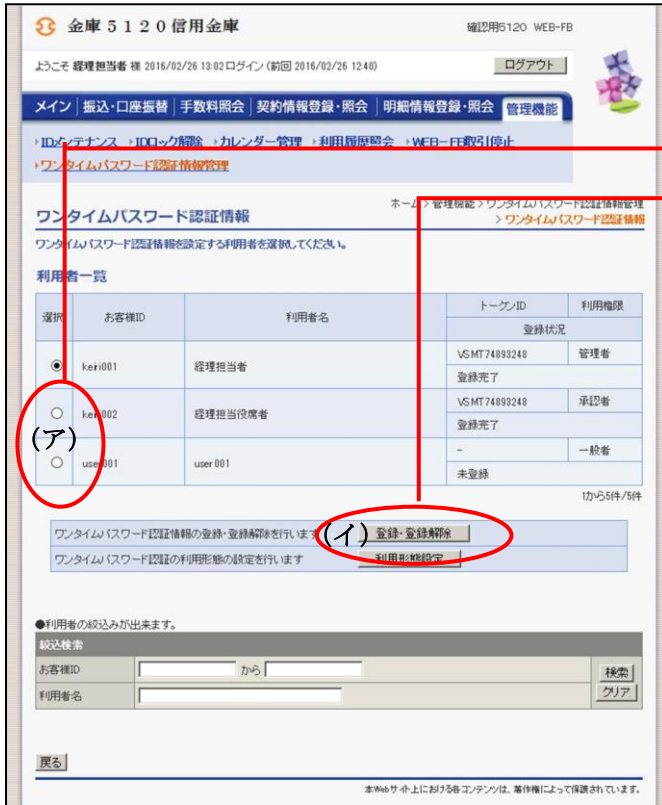 金庫5120信用金庫
確認用5120 WEB-FB
ようこそ 経理担当者 様 2016/02/26 13:02ログイン (前回 2016/02/26 12:40)
ログアウト
メイン 振込・口座振替 手数料照会 契約情報登録・照会 明細情報登録・照会 管理機能
›IDメンテナンス ›IDロック解除 ›カレンダー管理 ›利用履歴照会 ›WEB-FB取引停止
›ワンタイムパスワード認証情報管理
ホーム > 管理機能 > ワンタイムパスワード認証情報管理
> ワンタイムパスワード認証情報
ワンタイムパスワード認証情報
ワンタイムパスワード認証情報を設定する利用者を選択してください。
利用者一覧
選択 お客様ID 利用者名 トークンID 利用権限
登録状況
keiri001 経理担当者 VSMT74893248 管理者
登録完了
keiri002 経理担当役席者 VSMT74893248 承認者
登録完了
(ア)
user001 user001 - 一般者
未登録
1から5件/5件
ワンタイムパスワード認証情報の登録・登録解除を行います (イ) 登録・登録解除
ワンタイムパスワード認証の利用形態の設定を行います 利用形態設定
●利用者の絞込みが出来ます。
絞込検索
お客様ID から
利用者名
検索
クリア
戻る
本Webサイト上における各コンテンツは、著作権によって保護されています。